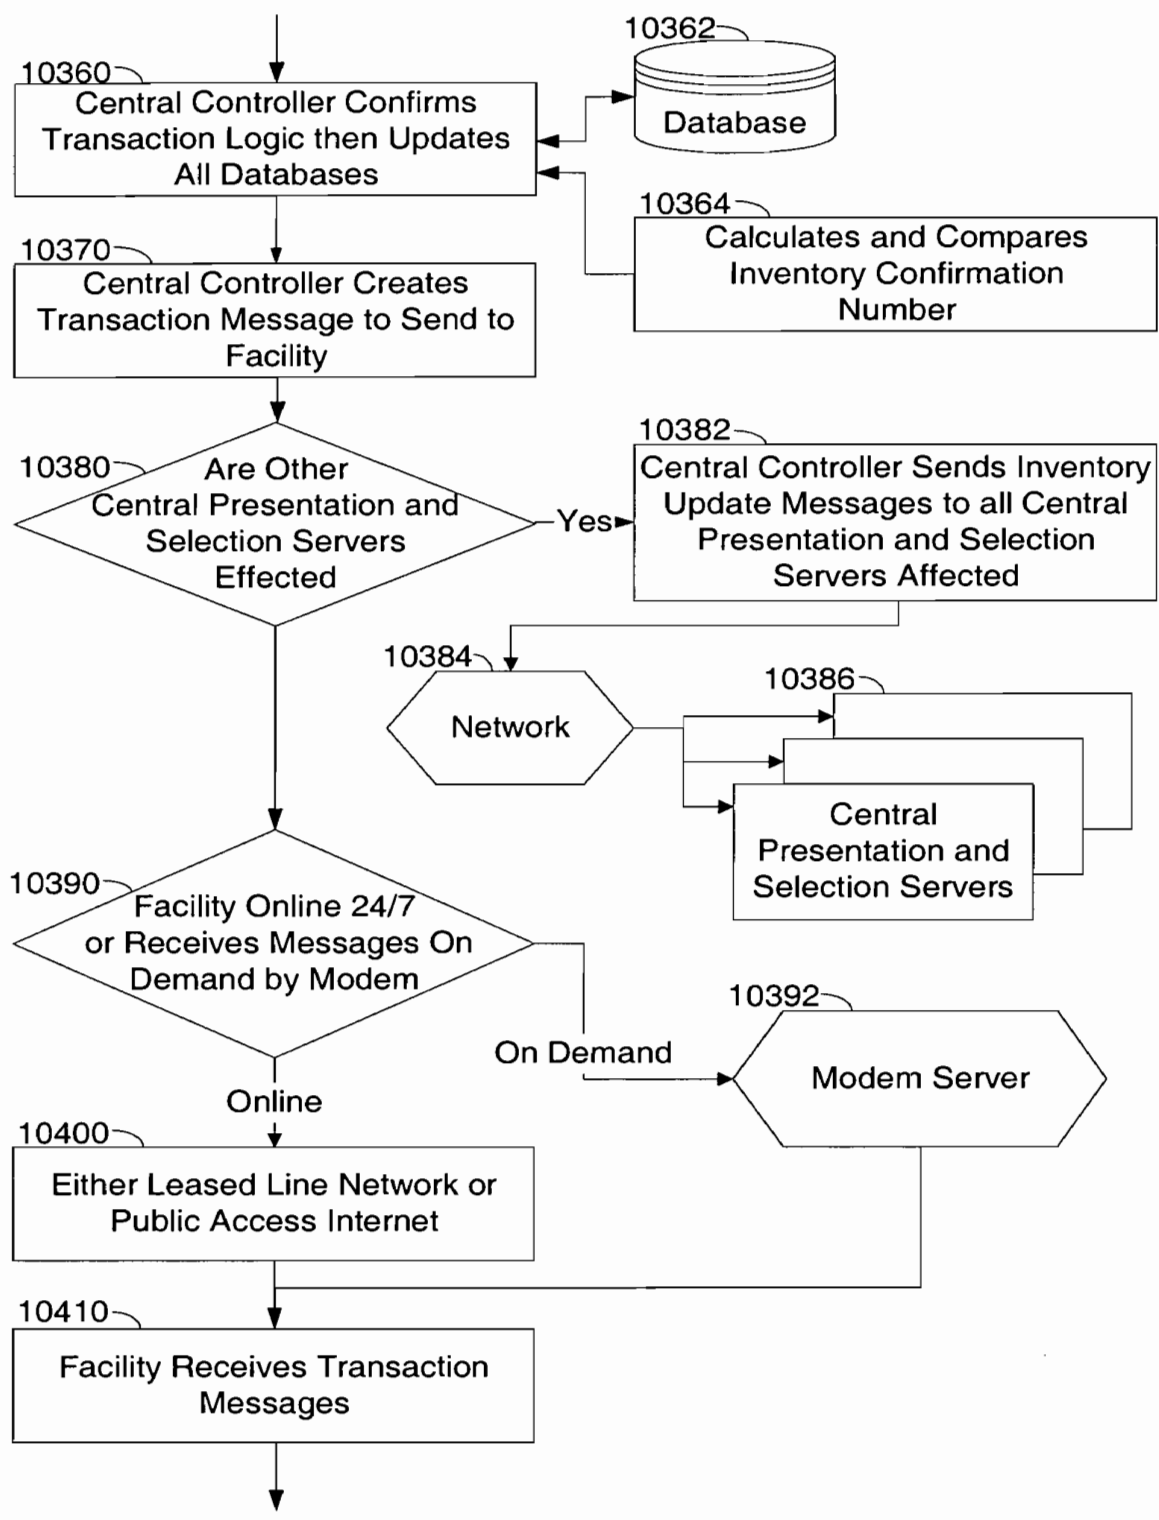 10362
Database
10360
Central Controller Confirms
Transaction Logic then Updates
All Databases
10364
Calculates and Compares
Inventory Confirmation
Number
10370
Central Controller Creates
Transaction Message to Send to
Facility
10380
Are Other
Central Presentation and
Selection Servers
Effected
Yes
10382
Central Controller Sends Inventory
Update Messages to all Central
Presentation and Selection
Servers Affected
10384
Network
10386
Central
Presentation and
Selection Servers
10390
Facility Online 24/7
or Receives Messages On
Demand by Modem
On Demand
10392
Modem Server
Online
10400
Either Leased Line Network or
Public Access Internet
10410
Facility Receives Transaction
Messages